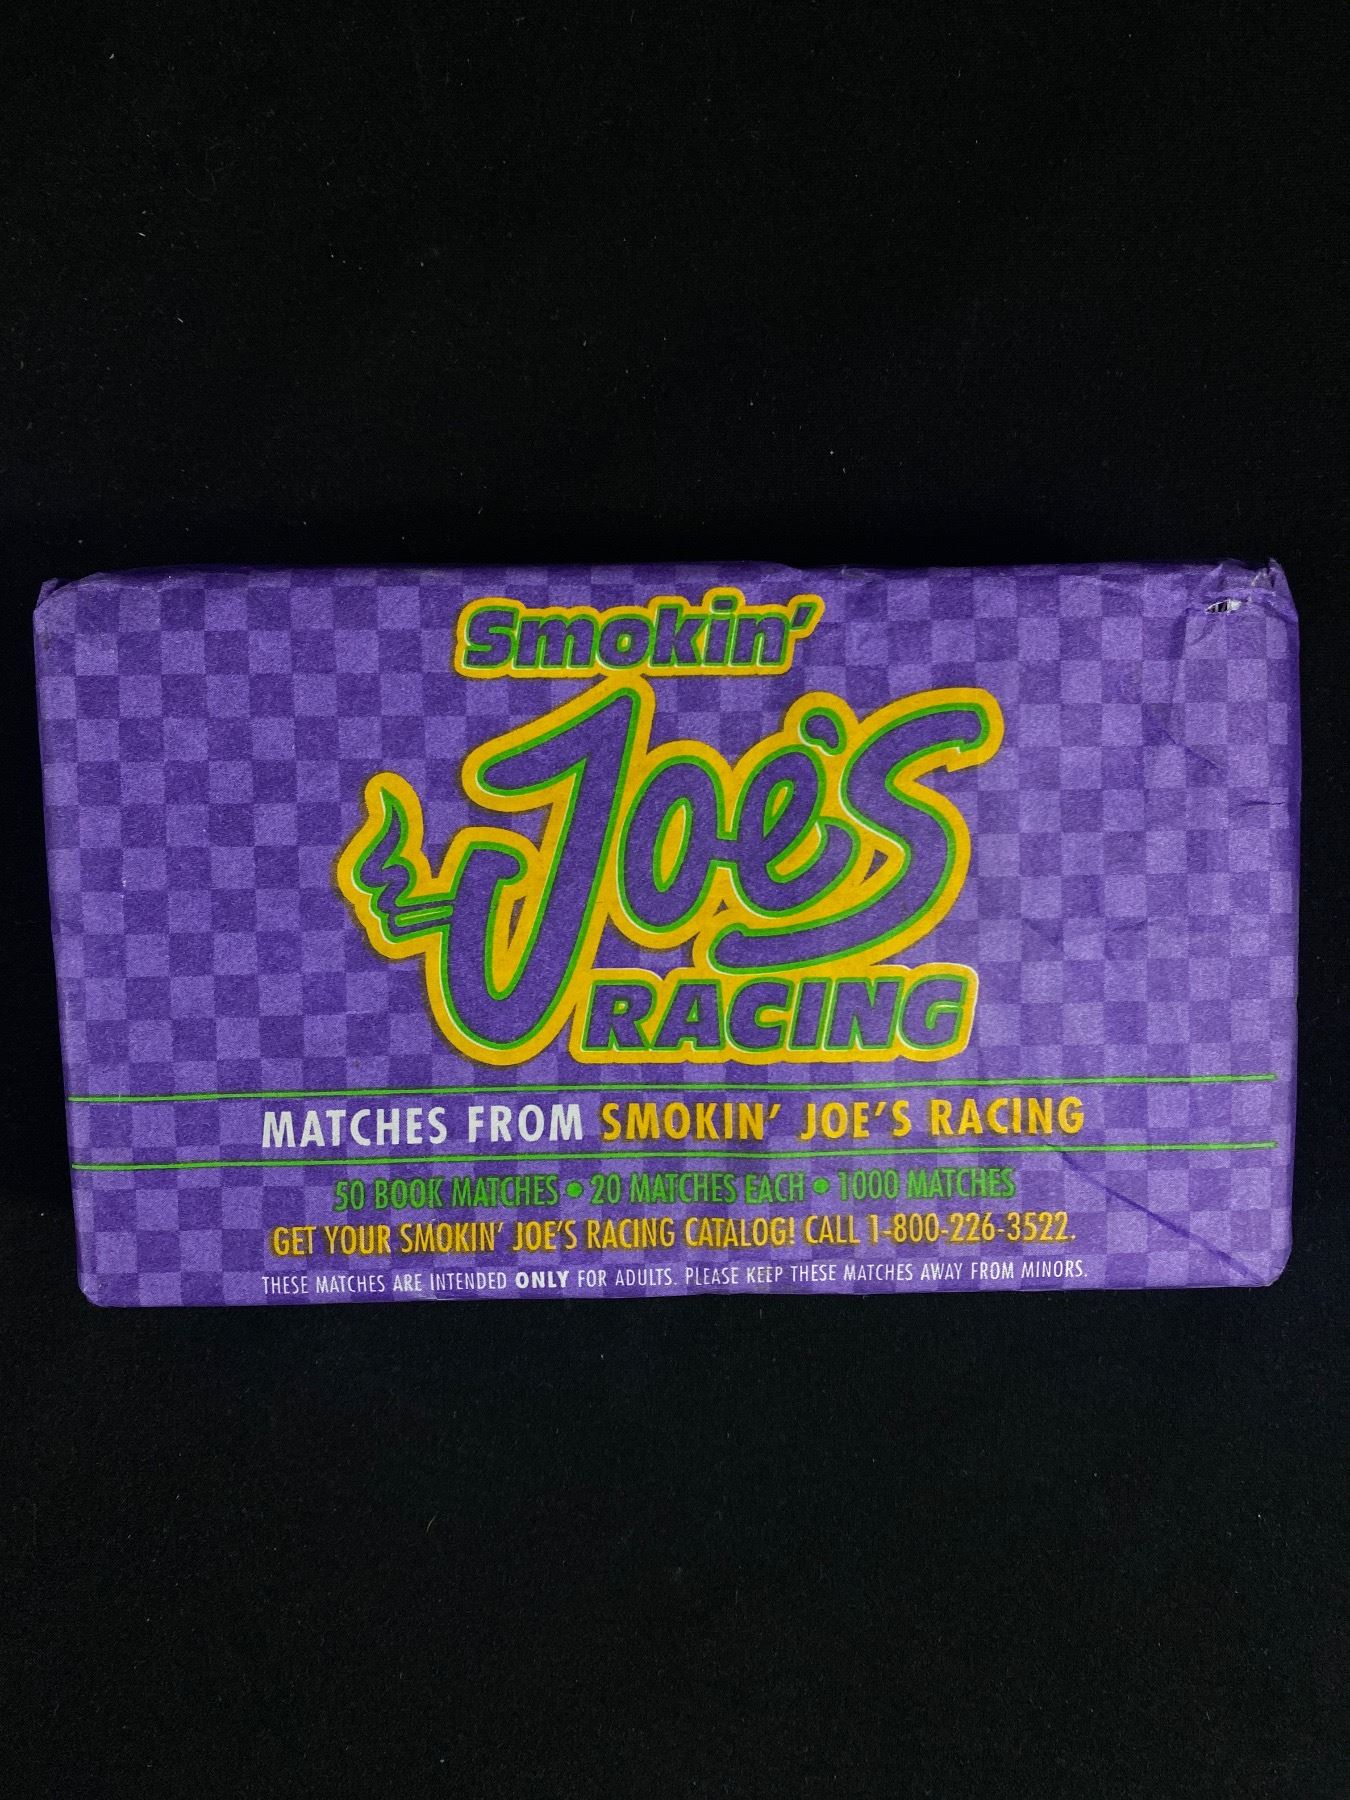 Smokin'
Joe's
RACING
MATCHES FROM SMOKIN' JOE'S RACING
50 BOOK MATCHES • 20 MATCHES EACH • 1000 MATCHES
GET YOUR SMOKIN' JOE'S RACING CATALOG! CALL 1-800-226-3522.
THESE MATCHES ARE INTENDED ONLY FOR ADULTS. PLEASE KEEP THESE MATCHES AWAY FROM MINORS.